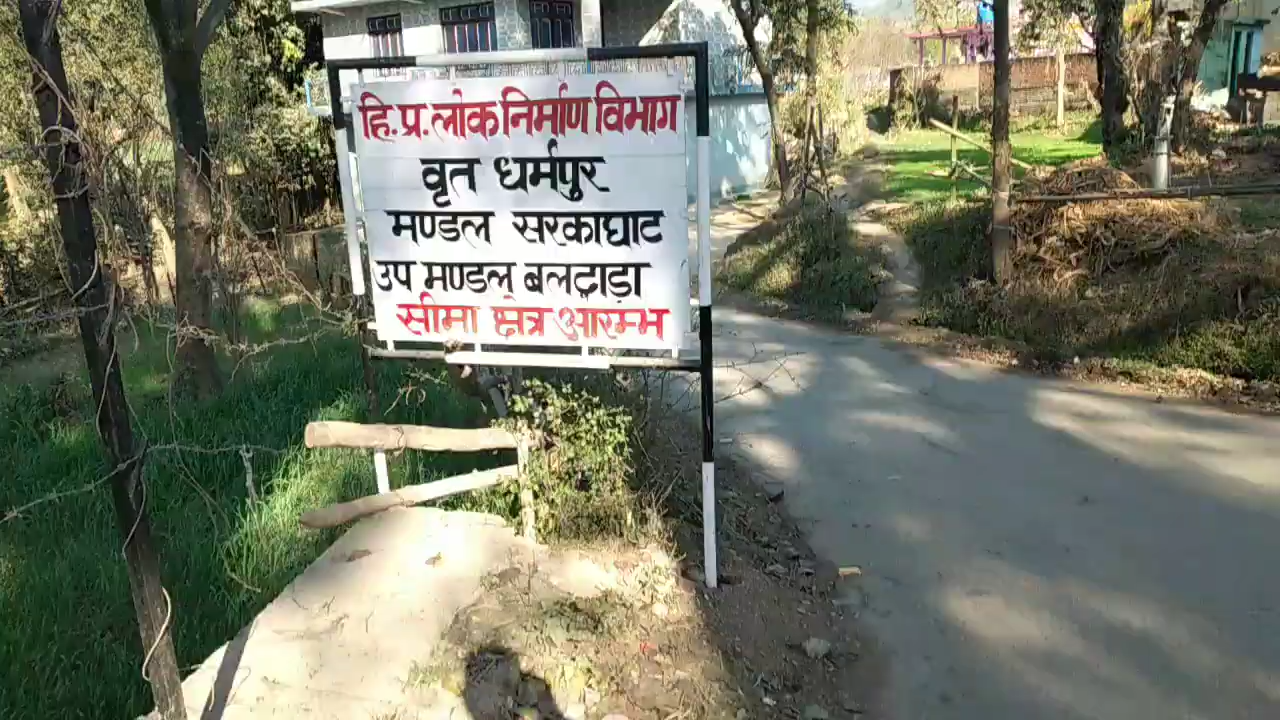 हि.प्र.लोक निर्माण विभाग
वृत धर्मपुर
मण्डल सरकाघाट
उप मण्डल बलद्वाड़ा
सीमा क्षेत्र आरम्भ